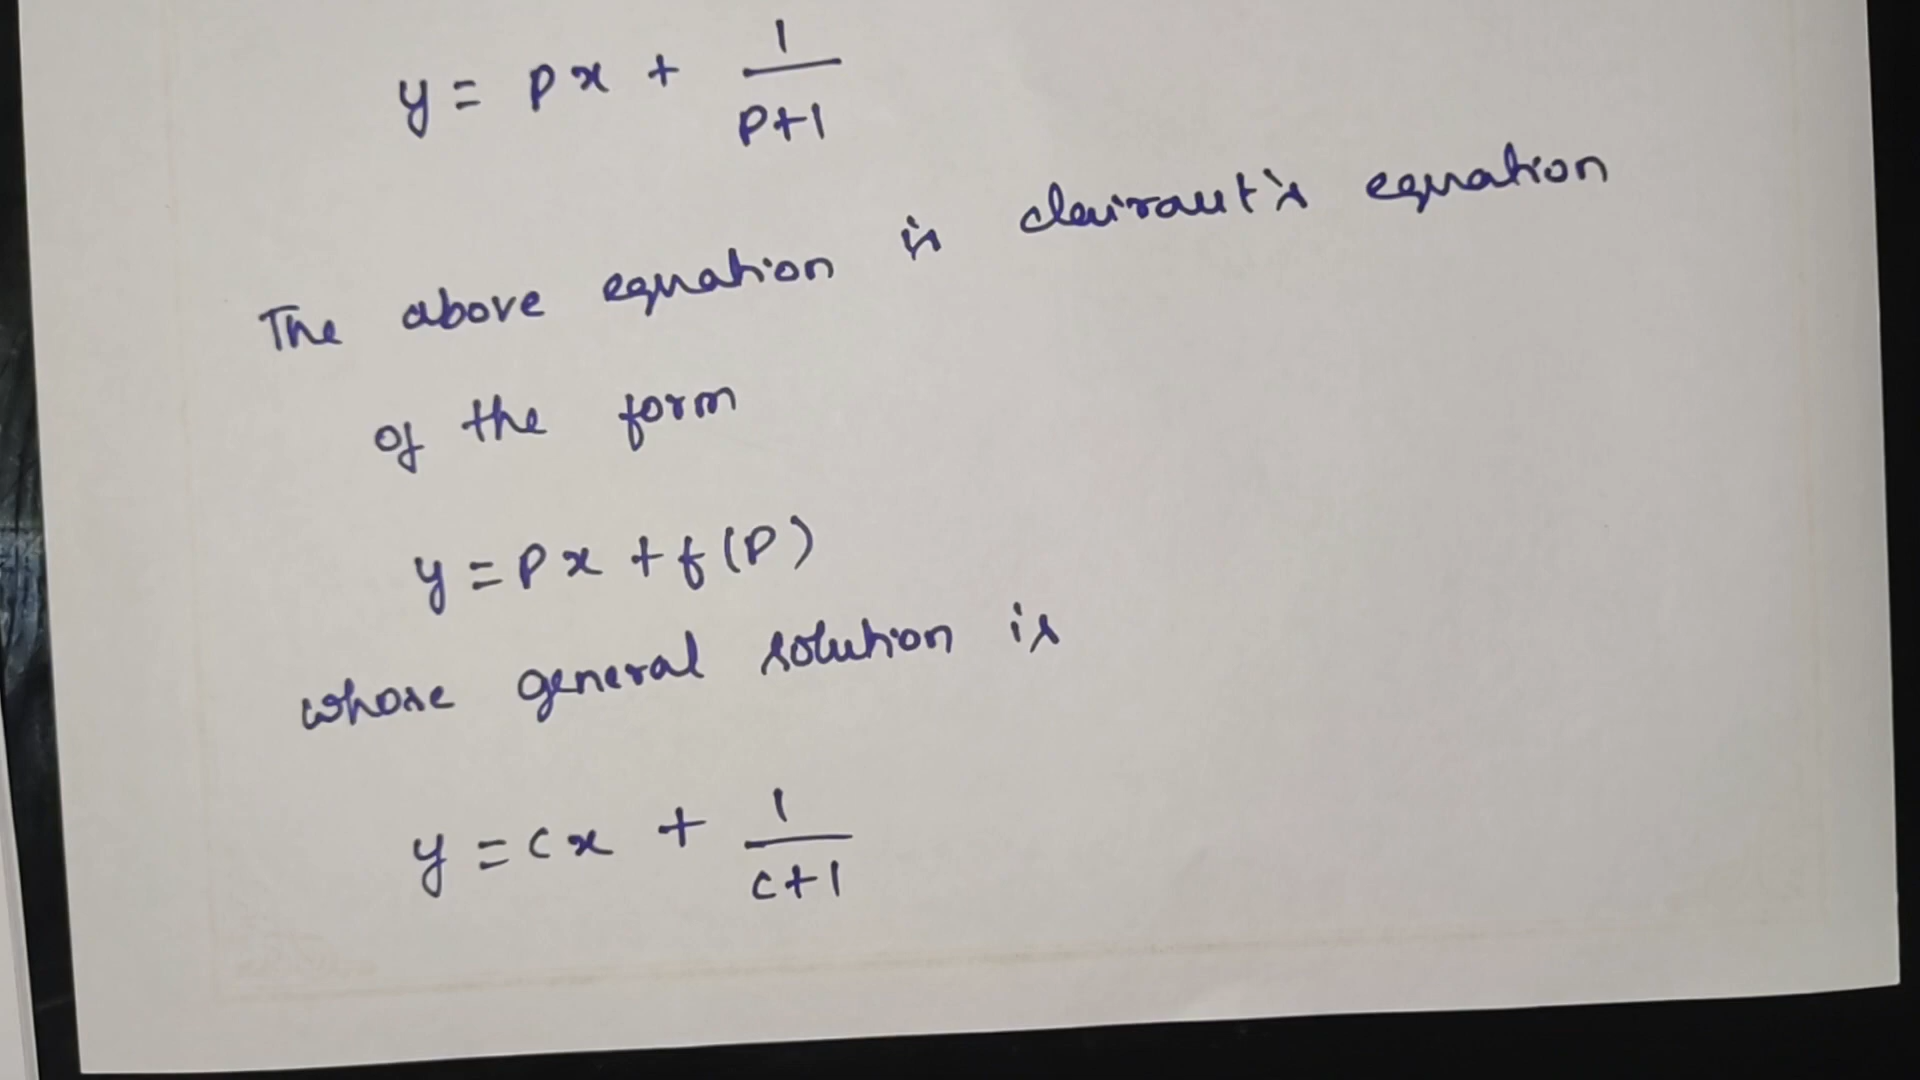 y = px + 1/p+1
The above equation is clairaut's equation
of the form
y = px + f(p)
whose general solution is
y = cx + 1/c+1